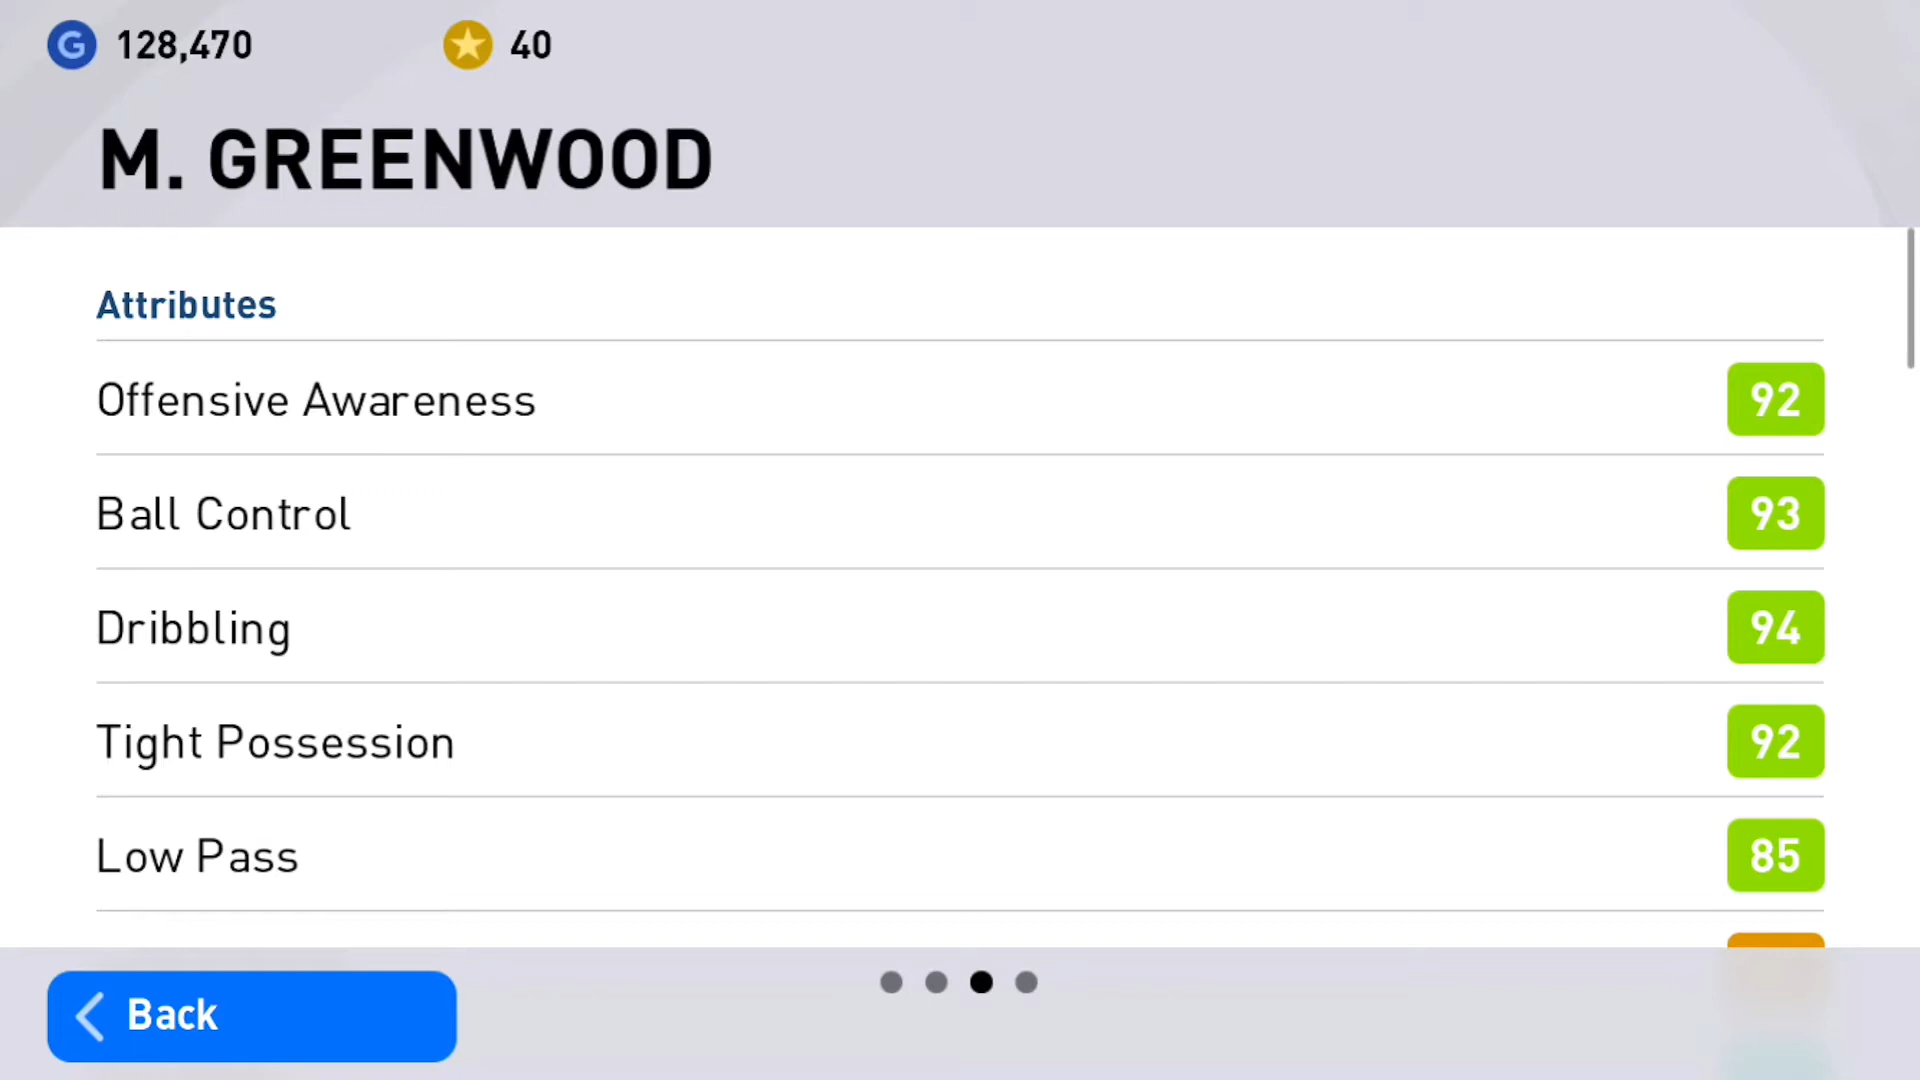 G 128,470 40
M. GREENWOOD
Attributes
Offensive Awareness 92
Ball Control 93
Dribbling 94
Tight Possession 92
Low Pass 85
Back